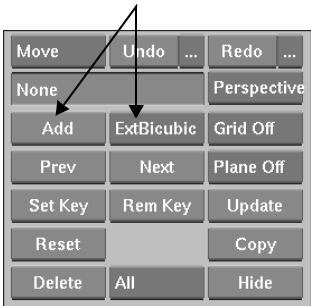 Move Undo ... Redo ...
None Perspective
Add ExtBicubic Grid Off
Prev Next Plane Off
Set Key Rem Key Update
Reset Copy
Delete All Hide